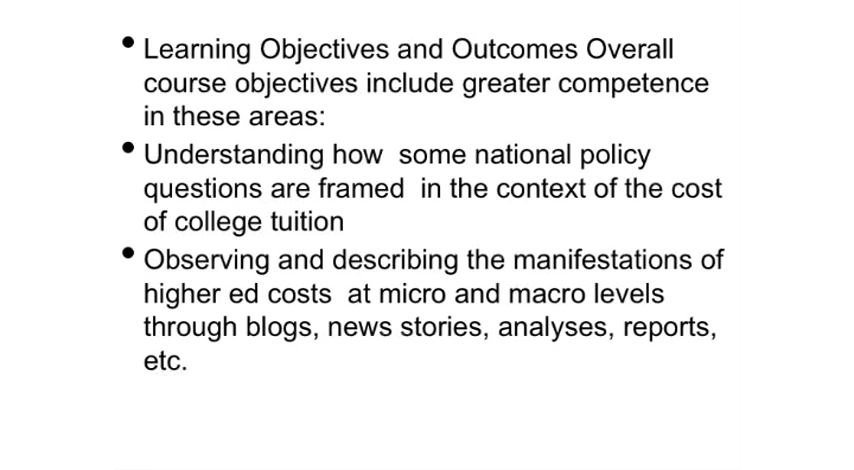 • Learning Objectives and Outcomes Overall
course objectives include greater competence
in these areas:
• Understanding how  some national policy
questions are framed  in the context of the cost
of college tuition
• Observing and describing the manifestations of
higher ed costs  at micro and macro levels
through blogs, news stories, analyses, reports,
etc.